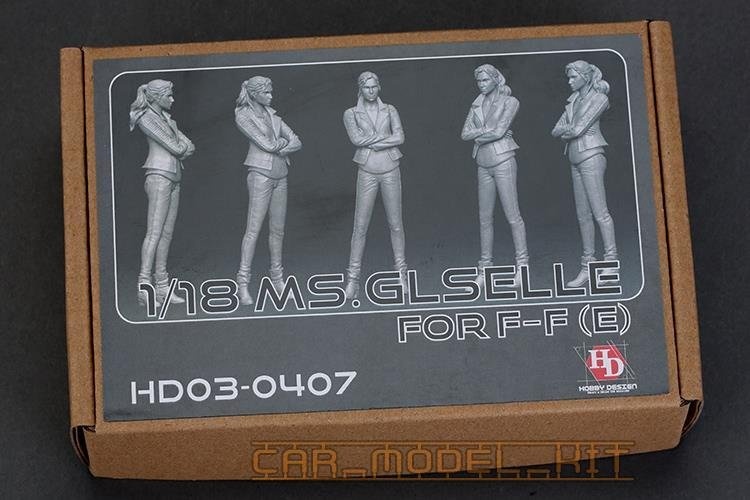 1/18 MS.GLSELLE
FOR F-F (E)
HD03-0407
HD
HOBBY DESIGN
CAR_MODEL_KIT